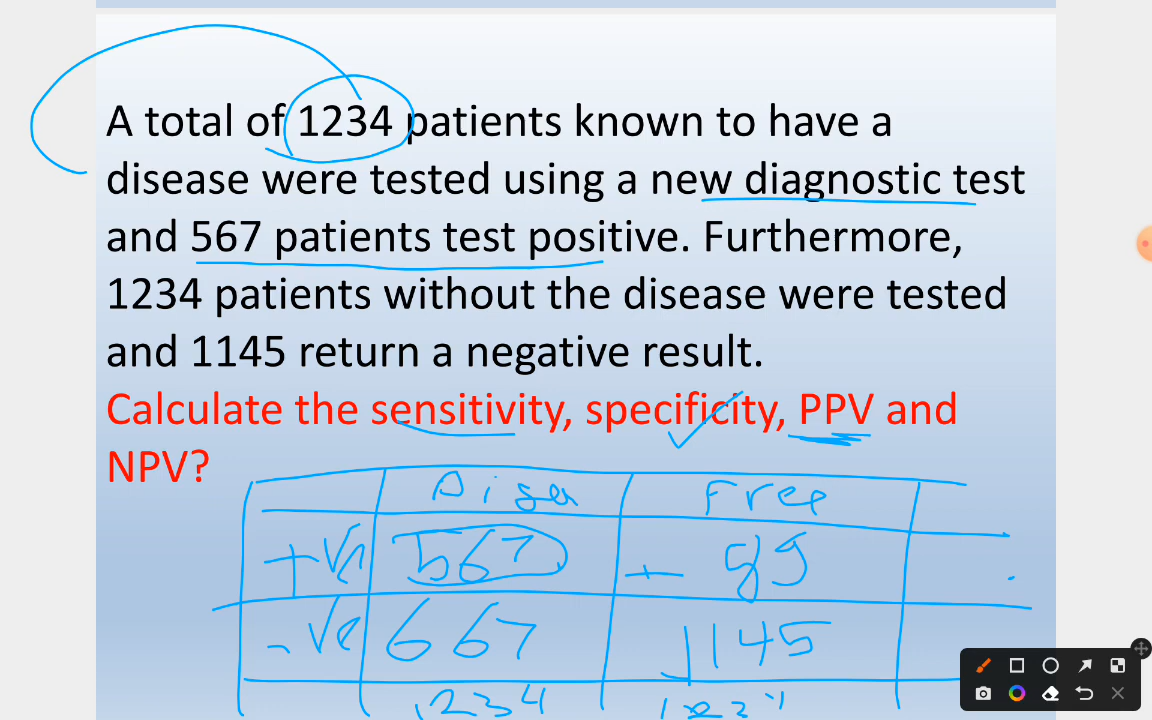 A total of 1234 patients known to have a
disease were tested using a new diagnostic test
and 567 patients test positive. Furthermore,
1234 patients without the disease were tested
and 1145 return a negative result.
Calculate the sensitivity, specificity, PPV and
NPV?
Free
+ve 567 + 89
-ve 667 1145
1234